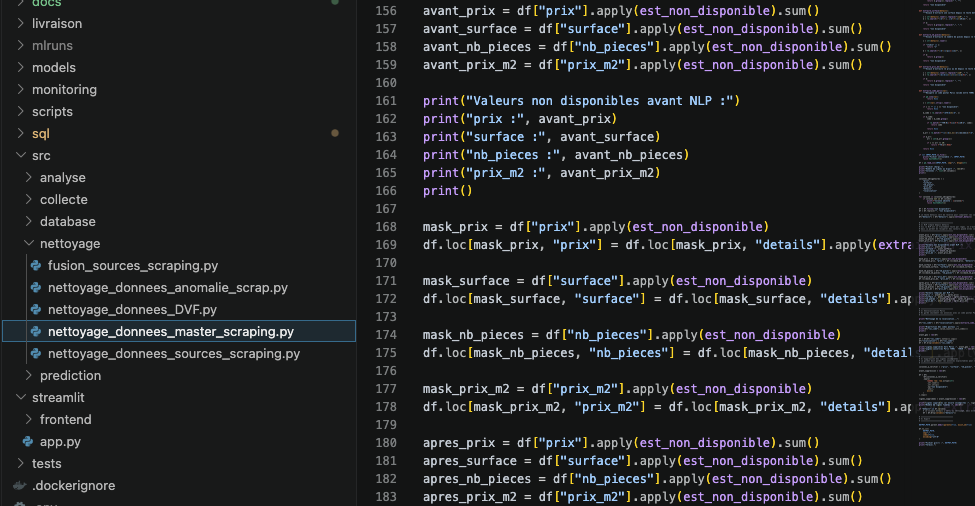 docs
livraison
mlruns
models
monitoring
scripts
sql
src
analyse
collecte
database
nettoyage
fusion_sources_scraping.py
nettoyage_donnees_anomalie_scrap.py
nettoyage_donnees_DVF.py
nettoyage_donnees_master_scraping.py
nettoyage_donnees_sources_scraping.py
prediction
streamlit
frontend
app.py
tests
.dockerignore
156 avant_prix = df["prix"].apply(est_non_disponible).sum()
157 avant_surface = df["surface"].apply(est_non_disponible).sum()
158 avant_nb_pieces = df["nb_pieces"].apply(est_non_disponible).sum()
159 avant_prix_m2 = df["prix_m2"].apply(est_non_disponible).sum()
160
161 print("Valeurs non disponibles avant NLP :")
162 print("prix :", avant_prix)
163 print("surface :", avant_surface)
164 print("nb_pieces :", avant_nb_pieces)
165 print("prix_m2 :", avant_prix_m2)
166 print()
167
168 mask_prix = df["prix"].apply(est_non_disponible)
169 df.loc[mask_prix, "prix"] = df.loc[mask_prix, "details"].apply(extra
170
171 mask_surface = df["surface"].apply(est_non_disponible)
172 df.loc[mask_surface, "surface"] = df.loc[mask_surface, "details"].ap
173
174 mask_nb_pieces = df["nb_pieces"].apply(est_non_disponible)
175 df.loc[mask_nb_pieces, "nb_pieces"] = df.loc[mask_nb_pieces, "detail
176
177 mask_prix_m2 = df["prix_m2"].apply(est_non_disponible)
178 df.loc[mask_prix_m2, "prix_m2"] = df.loc[mask_prix_m2, "details"].ap
179
180 apres_prix = df["prix"].apply(est_non_disponible).sum()
181 apres_surface = df["surface"].apply(est_non_disponible).sum()
182 apres_nb_pieces = df["nb_pieces"].apply(est_non_disponible).sum()
183 apres_prix_m2 = df["prix_m2"].apply(est_non_disponible).sum()